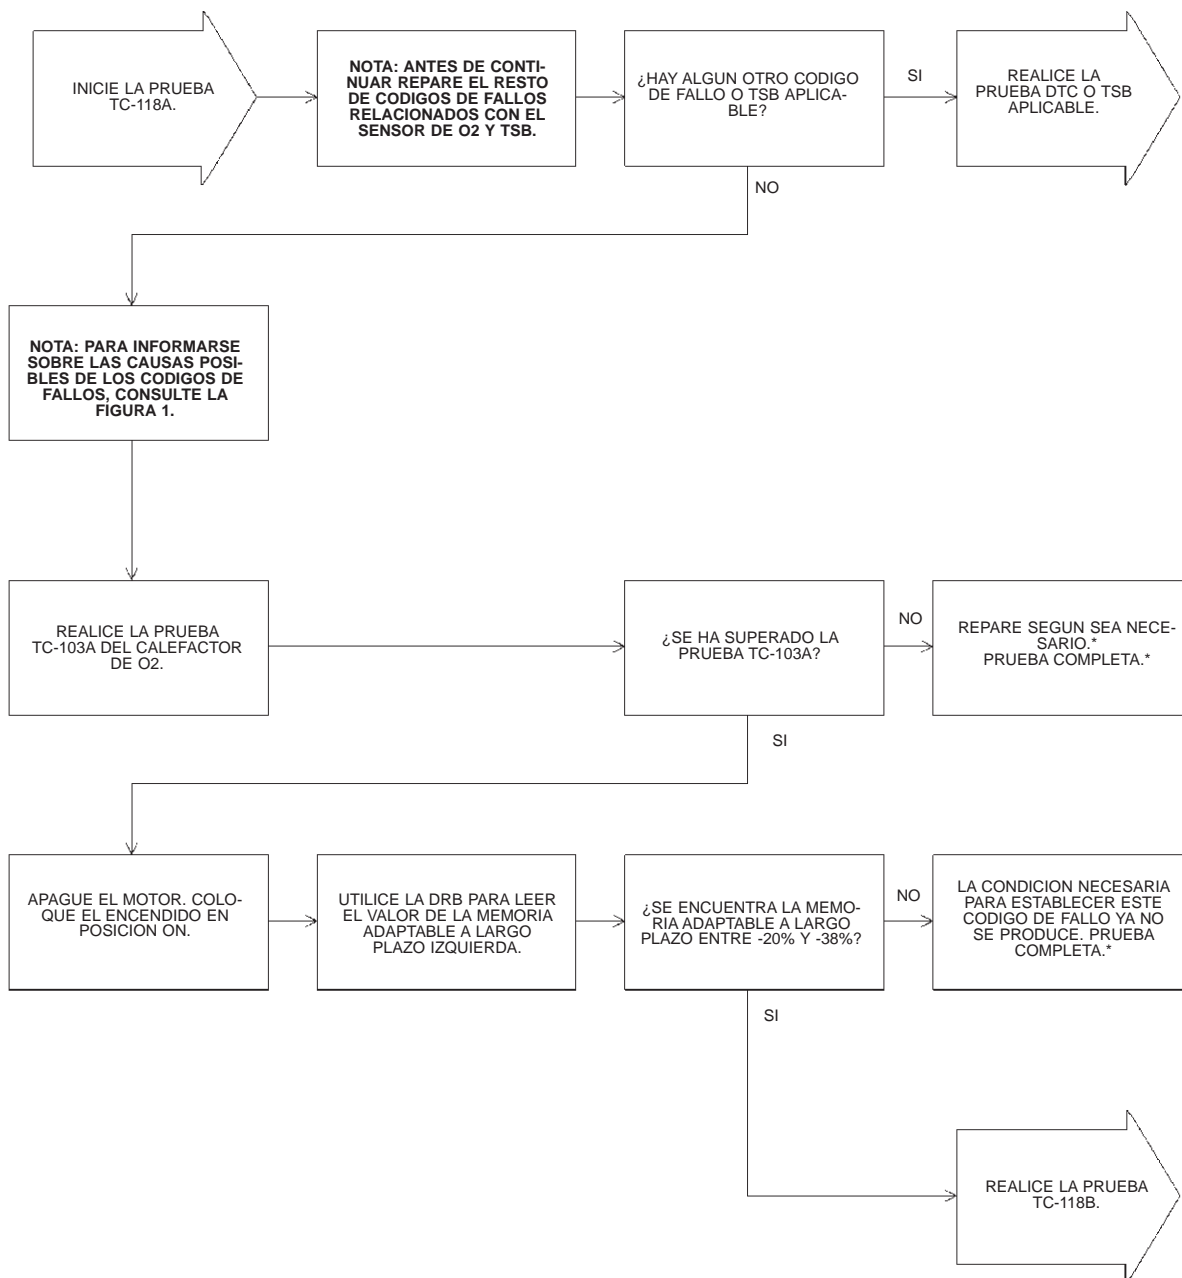 INICIE LA PRUEBA
TC-118A.
NOTA: ANTES DE CONTI-
NUAR REPARE EL RESTO
DE CODIGOS DE FALLOS
RELACIONADOS CON EL
SENSOR DE O2 Y TSB.
¿HAY ALGUN OTRO CODIGO
DE FALLO O TSB APLICA-
BLE?
SI
REALICE LA
PRUEBA DTC O TSB
APLICABLE.
NO
NOTA: PARA INFORMARSE
SOBRE LAS CAUSAS POSI-
BLES DE LOS CODIGOS DE
FALLOS, CONSULTE LA
FIGURA 1.
REALICE LA PRUEBA
TC-103A DEL CALEFACTOR
DE O2.
¿SE HA SUPERADO LA
PRUEBA TC-103A?
NO
REPARE SEGUN SEA NECE-
SARIO.*
PRUEBA COMPLETA.*
SI
APAGUE EL MOTOR. COLO-
QUE EL ENCENDIDO EN
POSICION ON.
UTILICE LA DRB PARA LEER
EL VALOR DE LA MEMORIA
ADAPTABLE A LARGO
PLAZO IZQUIERDA.
¿SE ENCUENTRA LA MEMO-
RIA ADAPTABLE A LARGO
PLAZO ENTRE -20% Y -38%?
NO
LA CONDICION NECESARIA
PARA ESTABLECER ESTE
CODIGO DE FALLO YA NO
SE PRODUCE. PRUEBA
COMPLETA.*
SI
REALICE LA PRUEBA
TC-118B.